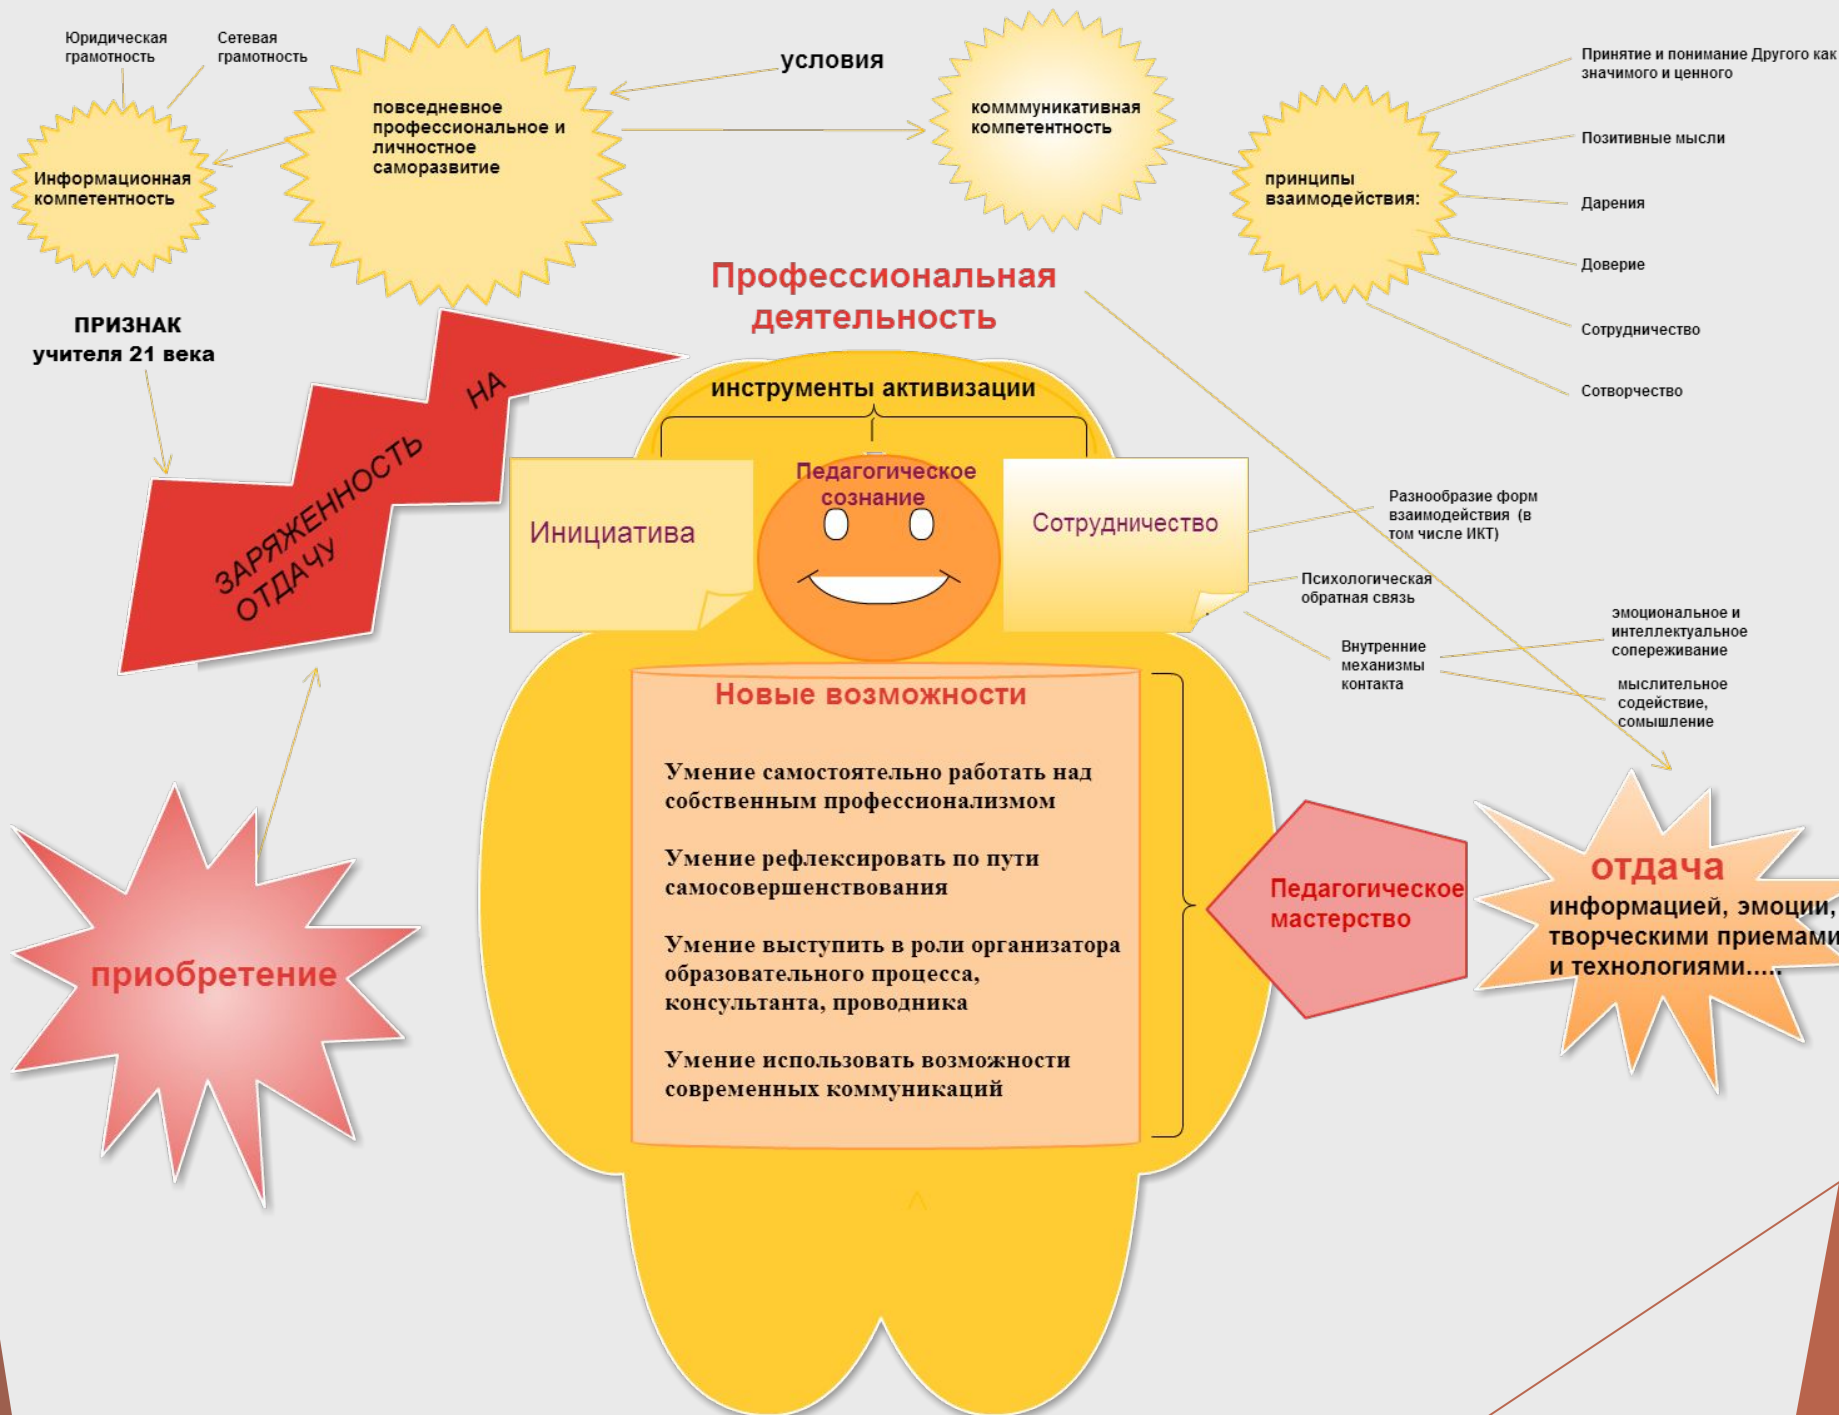 Юридическая
грамотность
Сетевая
грамотность
Информационная
компетентность
повседневное
профессиональное и
личностное
саморазвитие
условия
комммуникативная
компетентность
принципы
взаимодействия:
Принятие и понимание Другого как
значимого и ценного
Позитивные мысли
Дарения
Доверие
Сотрудничество
Сотворчество
Профессиональная
деятельность
ПРИЗНАК
учителя 21 века
ЗАРЯЖЕННОСТЬ НА
ОТДАЧУ
инструменты активизации
Инициатива
Педагогическое
сознание
Сотрудничество
Разнообразие форм
взаимодействия (в
том числе ИКТ)
Психологическая
обратная связь
Внутренние
механизмы
контакта
эмоциональное и
интеллектуальное
сопереживание
мыслительное
содействие,
сомышление
Новые возможности
Умение самостоятельно работать над
собственным профессионализмом
Умение рефлексировать по пути
самосовершенствования
Умение выступить в роли организатора
образовательного процесса,
консультанта, проводника
Умение использовать возможности
современных коммуникаций
приобретение
Педагогическое
мастерство
отдача
информацией, эмоции,
творческими приемами
и технологиями.....